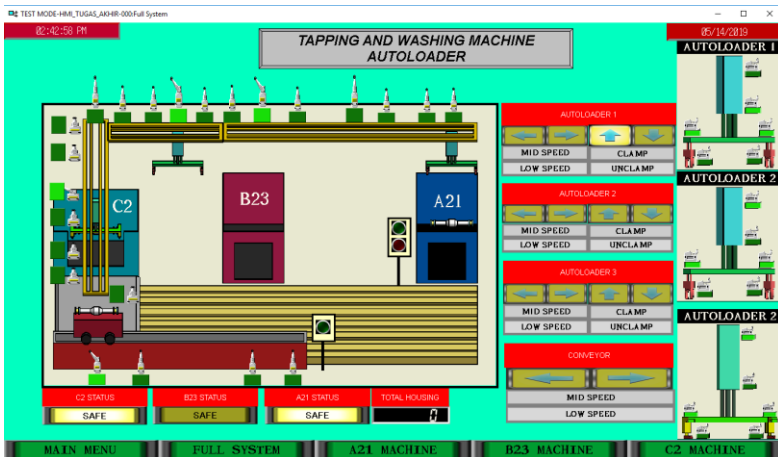 TEST MODE-HMI_TUGAS_AKHIR-000:Full System
02:42:58 PM
TAPPING AND WASHING MACHINE
AUTOLOADER
05/14/2019
AUTOLOADER 1
AUTOLOADER 1
MID SPEED CLAMP
LOW SPEED UNCLAMP
AUTOLOADER 2
AUTOLOADER 2
MID SPEED CLAMP
LOW SPEED UNCLAMP
AUTOLOADER 3
MID SPEED CLAMP
LOW SPEED UNCLAMP
AUTOLOADER 2
CONVEYOR
MID SPEED
LOW SPEED
C2
B23
A21
C2 STATUS B23 STATUS A21 STATUS TOTAL HOUSING
SAFE SAFE SAFE 0
MAIN MENU FULL SYSTEM A21 MACHINE B23 MACHINE C2 MACHINE